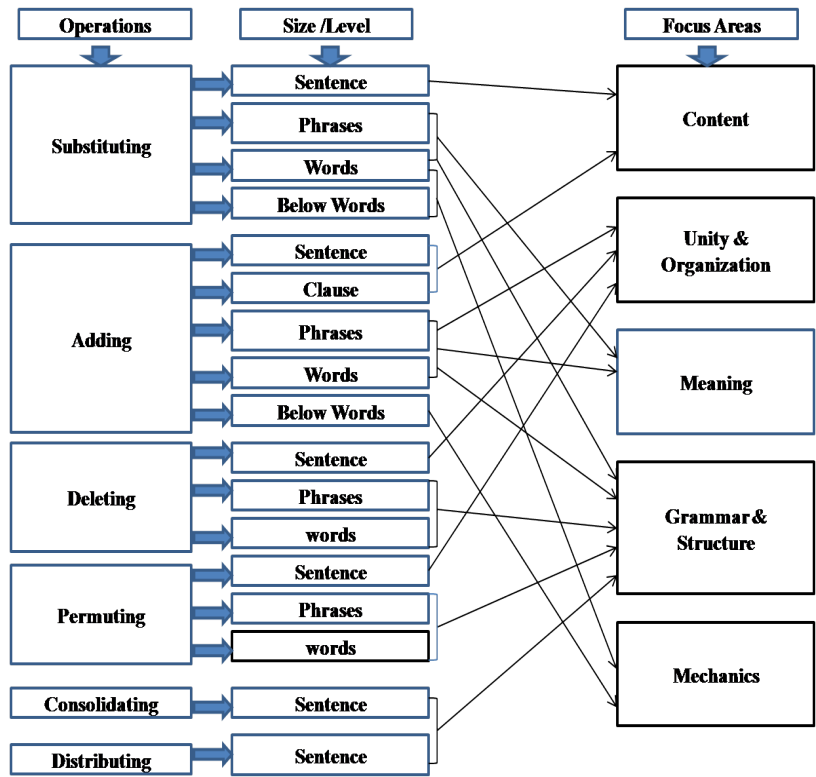 Operations
Size /Level
Focus Areas
Substituting
Sentence
Phrases
Words
Below Words
Adding
Sentence
Clause
Phrases
Words
Below Words
Deleting
Sentence
Phrases
words
Permuting
Sentence
Phrases
words
Consolidating
Sentence
Distributing
Sentence
Content
Unity &
Organization
Meaning
Grammar &
Structure
Mechanics